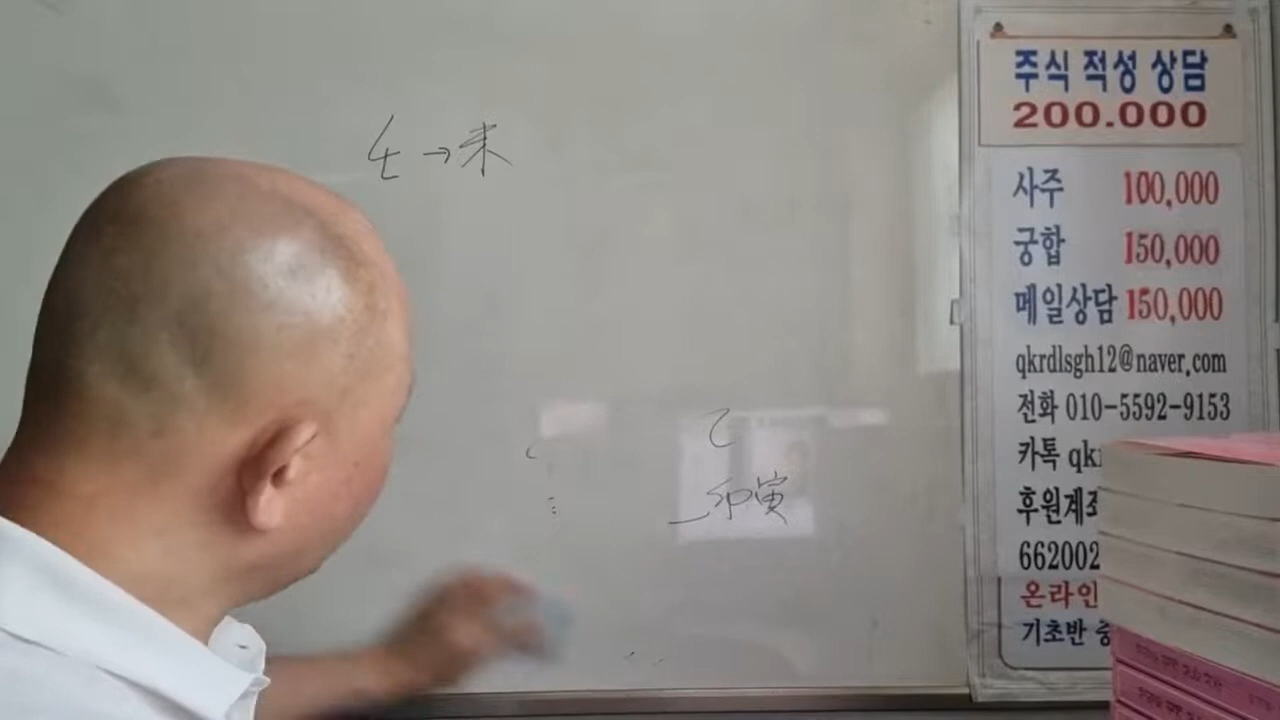 壬→未
乙
卯寅
주식 적성 상담
200.000
사주 100,000
궁합 150,000
메일상담 150,000
qkrdlsgh12@naver.com
전화 010-5592-9153
카톡
후원계좌
662002
온라인
기초반